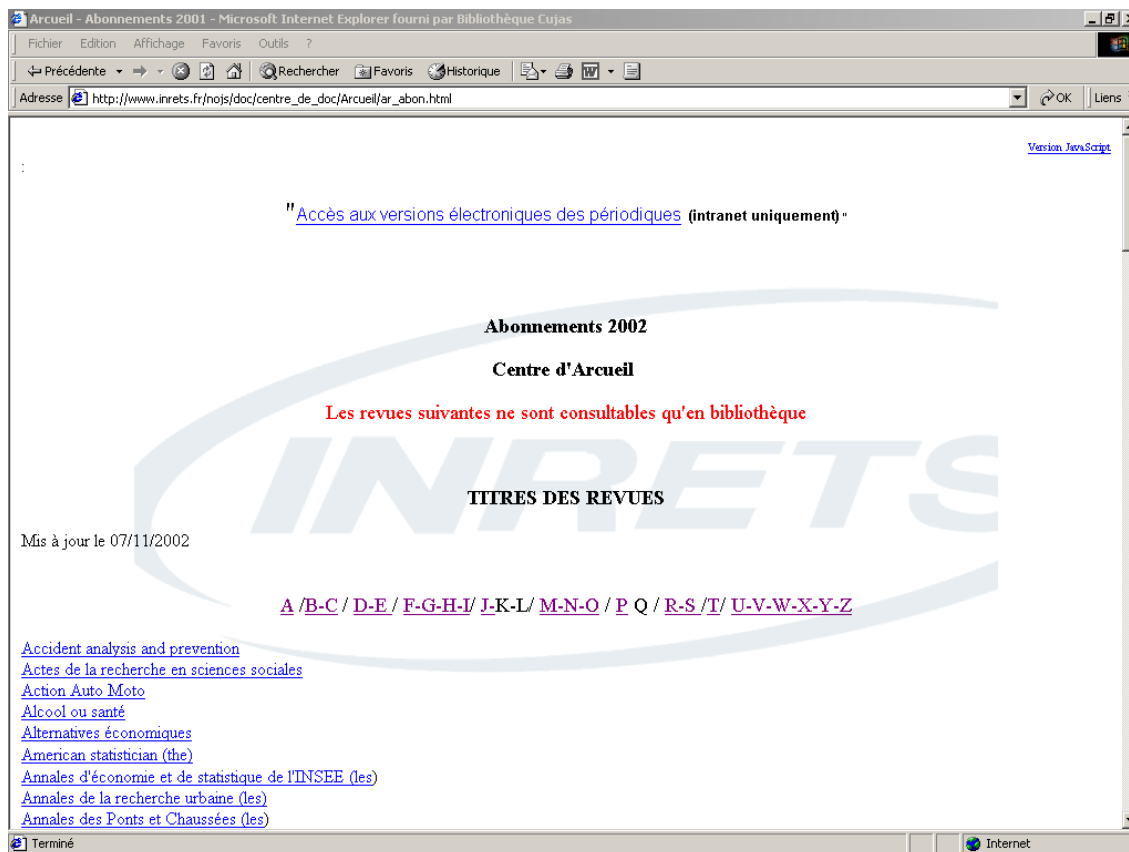 Arcueil - Abonnements 2001 - Microsoft Internet Explorer fourni par Bibliothèque Cujas
Fichier Edition Affichage Favoris Outils ?
Précédente Rechercher Favoris Historique
Adresse http://www.inrets.fr/nojs/doc/centre_de_doc/Arcueil/ar_abon.html OK Liens
Version JavaScript
:
"Accès aux versions électroniques des périodiques (intranet uniquement) "
Abonnements 2002
Centre d'Arcueil
Les revues suivantes ne sont consultables qu'en bibliothèque
INRETS
TITRES DES REVUES
Mis à jour le 07/11/2002
A /B-C / D-E / F-G-H-I/ J-K-L/ M-N-O / P Q / R-S /T/ U-V-W-X-Y-Z
Accident analysis and prevention
Actes de la recherche en sciences sociales
Action Auto Moto
Alcool ou santé
Alternatives économiques
American statistician (the)
Annales d'économie et de statistique de l'INSEE (les)
Annales de la recherche urbaine (les)
Annales des Ponts et Chaussées (les)
Terminé Internet